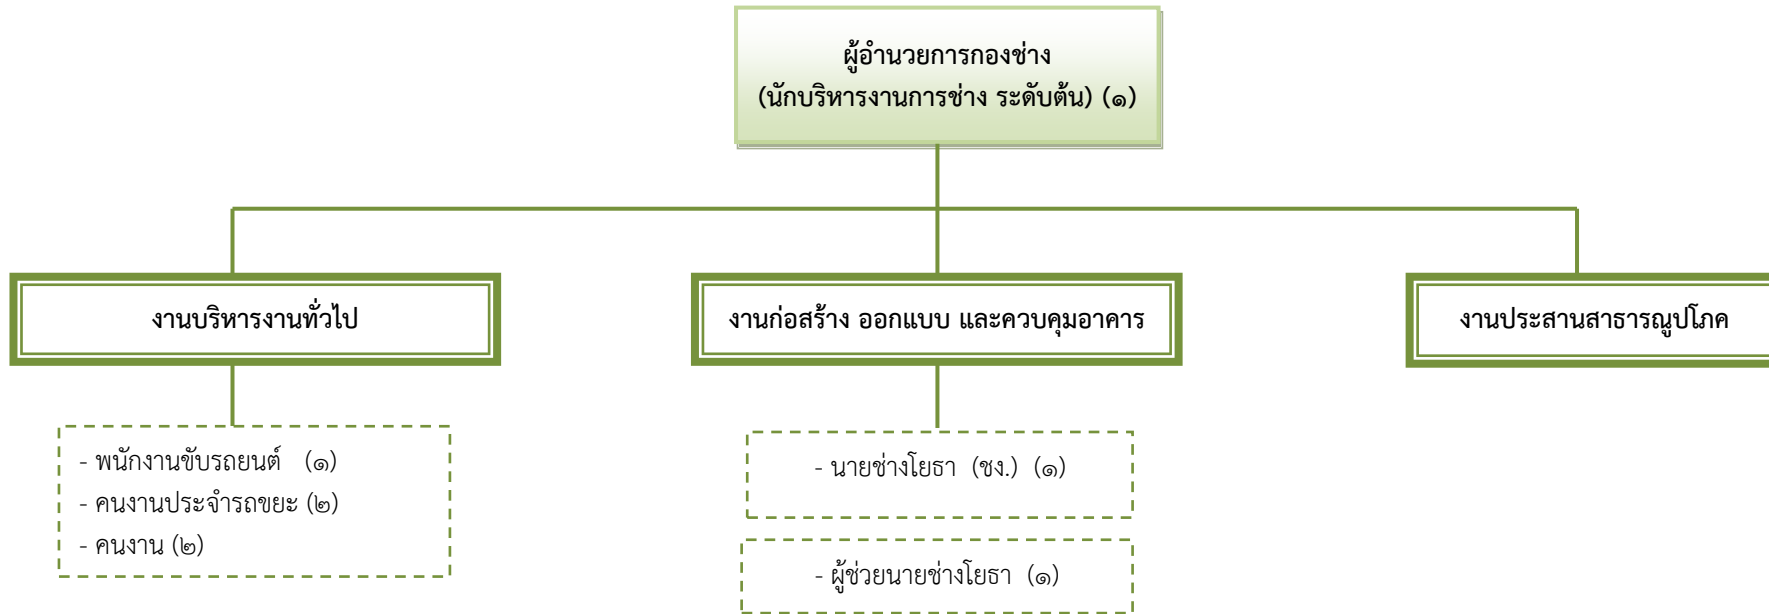 ผู้อำนวยการกองช่าง
(นักบริหารงานการช่าง ระดับต้น) (๑)
งานบริหารงานทั่วไป
งานก่อสร้าง ออกแบบ และควบคุมอาคาร
งานประสานสาธารณูปโภค
- พนักงานขับรถยนต์ (๑)
- คนงานประจำรถขยะ (๒)
- คนงาน (๒)
- นายช่างโยธา (ชง.) (๑)
- ผู้ช่วยนายช่างโยธา (๑)